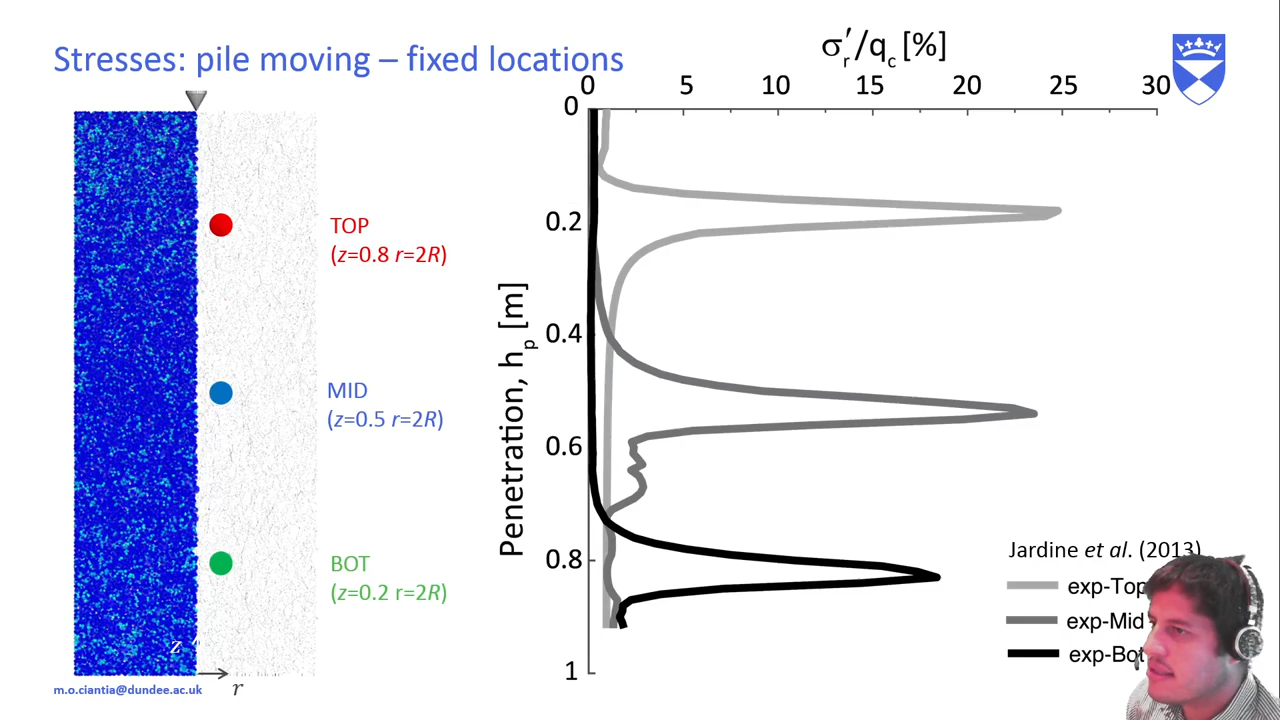 Stresses: pile moving – fixed locations
σr′/qc [%]
0 5 10 15 20 25 30
0
0.2
0.4
0.6
0.8
1
Penetration, hp [m]
TOP
(z=0.8 r=2R)
MID
(z=0.5 r=2R)
BOT
(z=0.2 r=2R)
z
r
m.o.ciantia@dundee.ac.uk
Jardine et al. (2013)
exp-Top
exp-Mid
exp-Bot